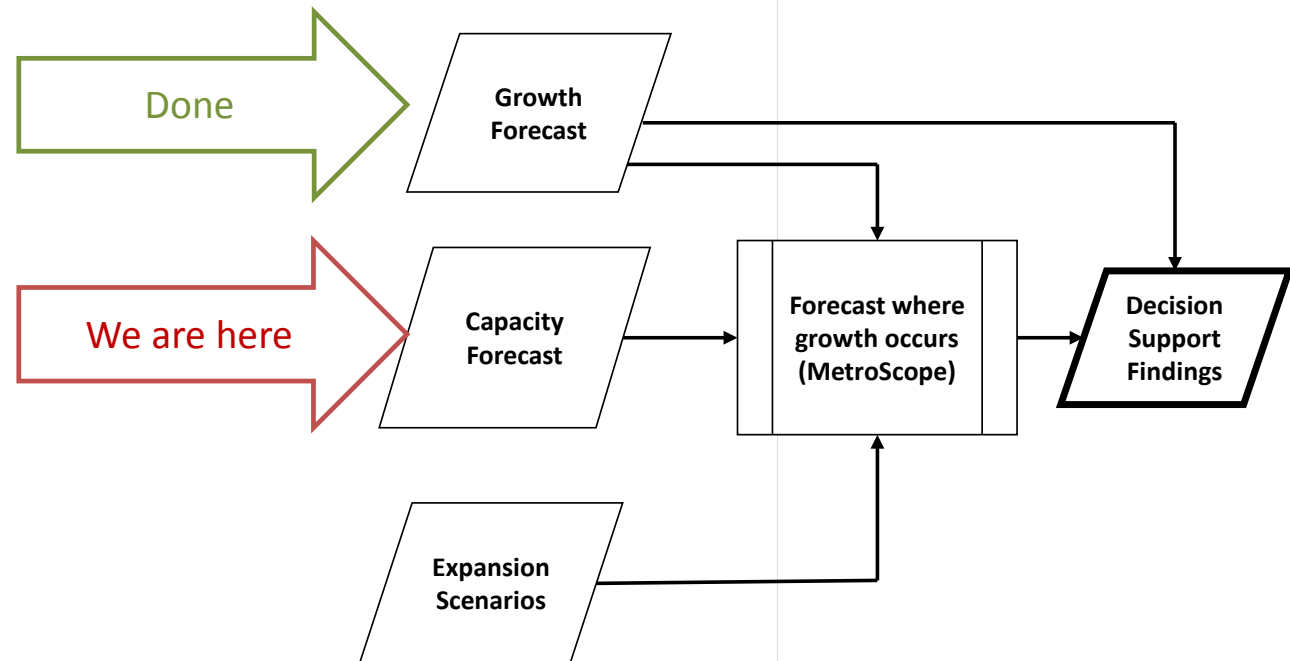 Done
Growth
Forecast
We are here
Capacity
Forecast
Forecast where
growth occurs
(MetroScope)
Decision
Support
Findings
Expansion
Scenarios